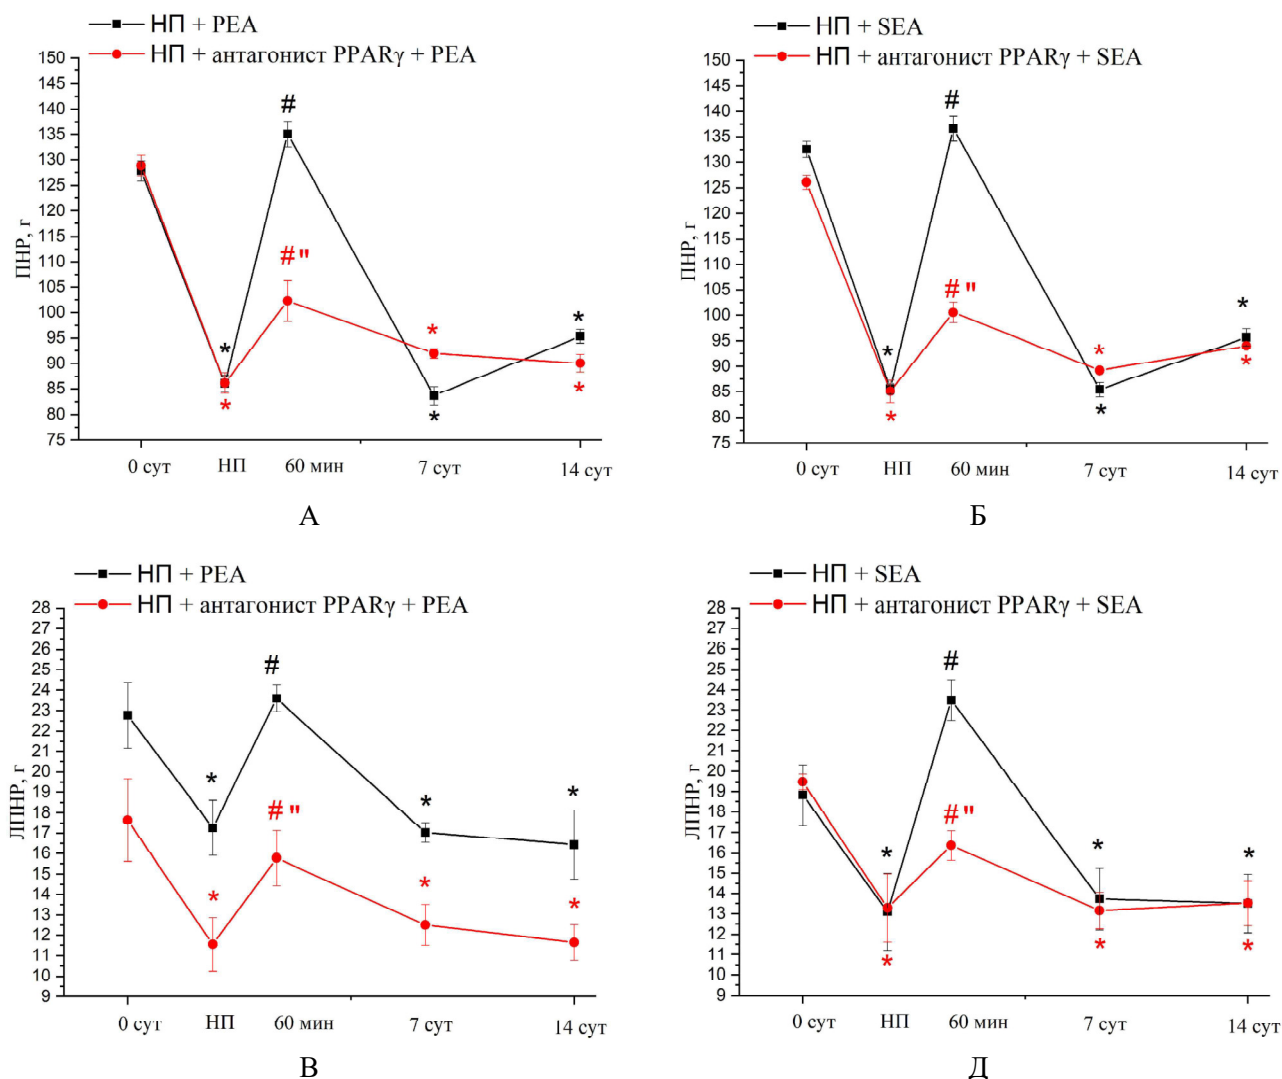 НП + PEA
НП + антагонист PPARγ + PEA
150
145
140
135
130
125
120
115
110
105
100
95
90
85
80
75
ПНР, г
#
#"
*
*
*
*
*
*
0 сут
НП
60 мин
7 сут
14 сут
А
НП + SEA
НП + антагонист PPARγ + SEA
150
145
140
135
130
125
120
115
110
105
100
95
90
85
80
75
ПНР, г
#
#"
*
*
*
*
*
*
0 сут
НП
60 мин
7 сут
14 сут
Б
НП + PEA
НП + антагонист PPARγ + PEA
28
27
26
25
24
23
22
21
20
19
18
17
16
15
14
13
12
11
10
9
ЛПНР, г
#
#"
*
*
*
*
*
*
0 сут
НП
60 мин
7 сут
14 сут
В
НП + SEA
НП + антагонист PPARγ + SEA
28
27
26
25
24
23
22
21
20
19
18
17
16
15
14
13
12
11
10
9
ЛПНР, г
#
#"
*
*
*
*
*
*
0 сут
НП
60 мин
7 сут
14 сут
Д